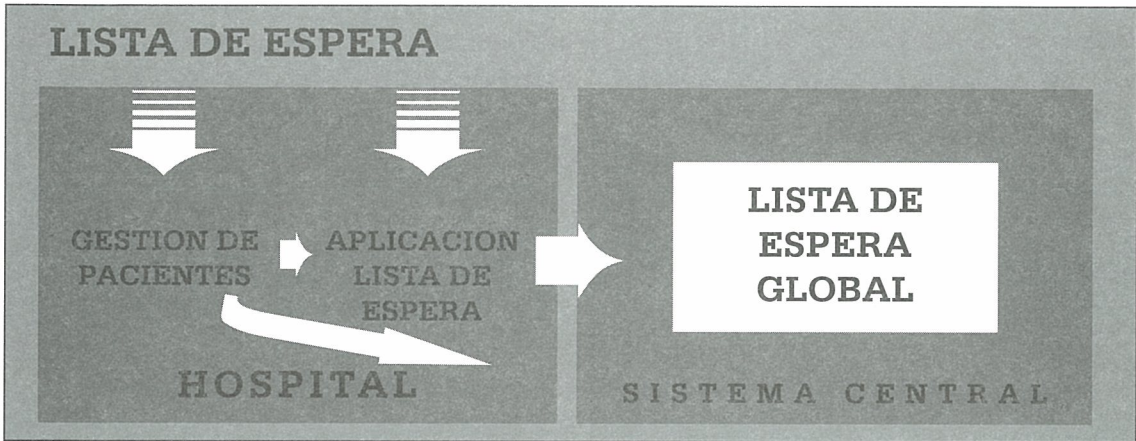 LISTA DE ESPERA
GESTION DE
PACIENTES
APLICACION
LISTA DE
ESPERA
HOSPITAL
LISTA DE
ESPERA
GLOBAL
SISTEMA CENTRAL